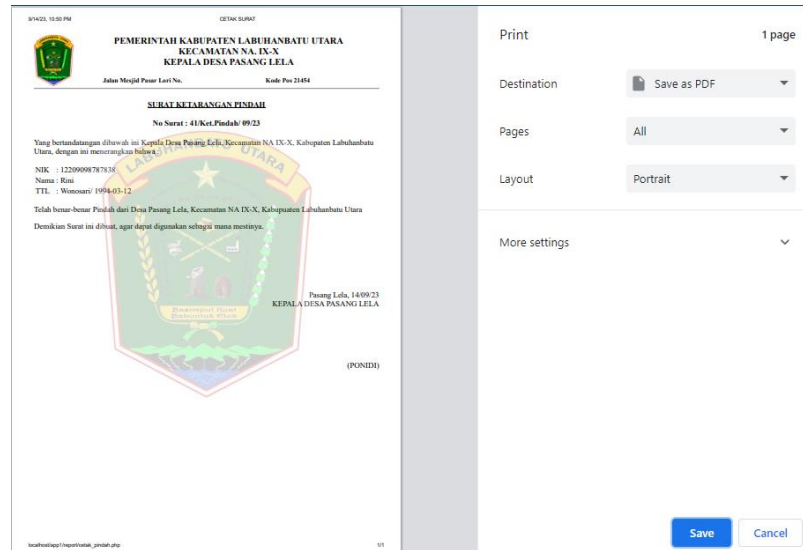 9/14/23, 10:50 PM CETAK SURAT
PEMERINTAH KABUPATEN LABUHANBATU UTARA
KECAMATAN NA. IX-X
KEPALA DESA PASANG LELA
Jalan Mesjid Pasar Lori No. Kode Pos 21454
SURAT KETARANGAN PINDAH
No Surat : 41/Ket.Pindah/ 09/23
Yang bertandatangan dibawah ini Kepala Desa Pasang Lela, Kecamatan NA IX-X, Kabupaten Labuhanbatu
Utara, dengan ini menerangkan bahwa :
LABUHANBATU UTARA
NIK : 12209098787838
Nama : Rini
TTL : Wonosari/ 1994-03-12
Telah benar-benar Pindah dari Desa Pasang Lela, Kecamatan NA IX-X, Kabupuaten Labuhanbatu Utara
Demikian Surat ini dibuat, agar dapat digunakan sebagai mana mestinya.
Pasang Lela, 14/09/23
KEPALA DESA PASANG LELA
(PONIDI)
localhost/app1/report/cetak_pindah.php 1/1
Print 1 page
Destination Save as PDF
Pages All
Layout Portrait
More settings
Save Cancel